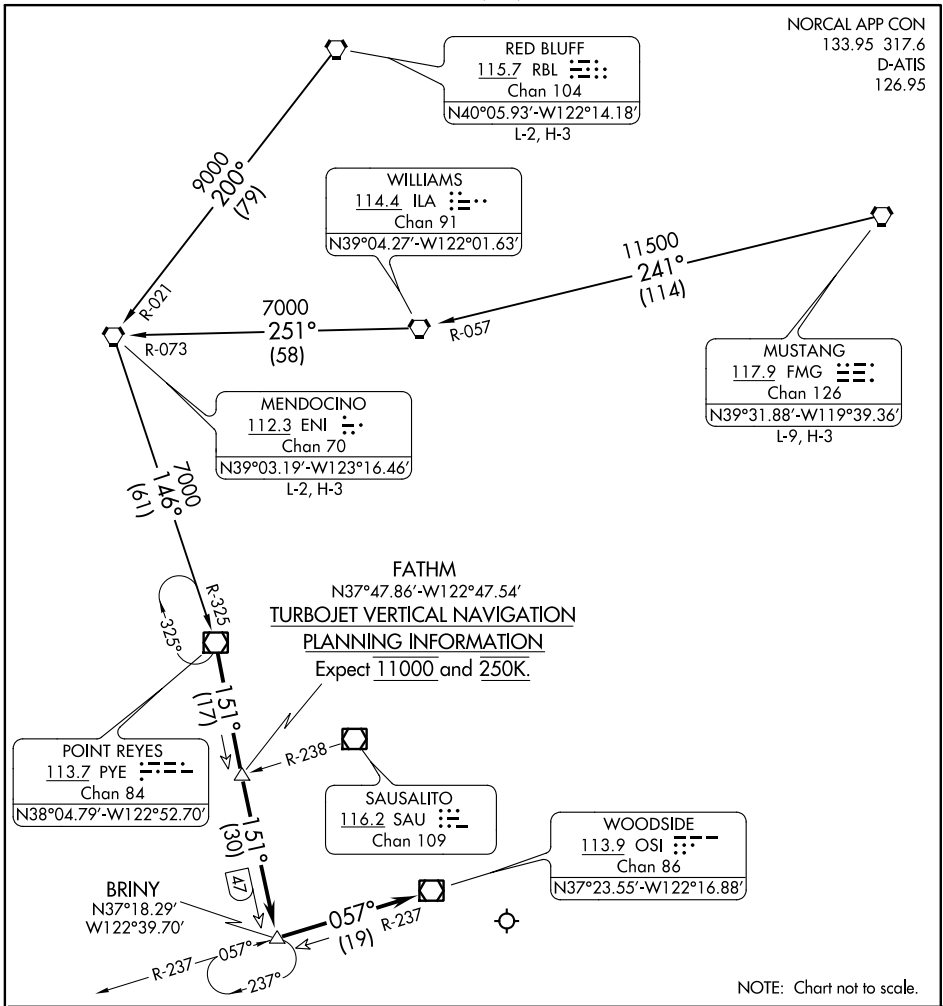 NORCAL APP CON
133.95 317.6
D-ATIS
126.95
RED BLUFF
115.7 RBL
Chan 104
N40°05.93'-W122°14.18'
L-2, H-3
9000
200°
(79)
R-021
WILLIAMS
114.4 ILA
Chan 91
N39°04.27'-W122°01.63'
11500
241°
(114)
R-057
7000
251°
(58)
R-073
MUSTANG
117.9 FMG
Chan 126
N39°31.88'-W119°39.36'
L-9, H-3
MENDOCINO
112.3 ENI
Chan 70
N39°03.19'-W123°16.46'
L-2, H-3
7000
146°
(61)
R-325
325°
FATHM
N37°47.86'-W122°47.54'
TURBOJET VERTICAL NAVIGATION
PLANNING INFORMATION
Expect 11000 and 250K.
151°
(17)
POINT REYES
113.7 PYE
Chan 84
N38°04.79'-W122°52.70'
R-238
SAUSALITO
116.2 SAU
Chan 109
151°
(30)
47
WOODSIDE
113.9 OSI
Chan 86
N37°23.55'-W122°16.88'
BRINY
N37°18.29'
W122°39.70'
057°
(19)
R-237
R-237
057°
237°
NOTE: Chart not to scale.